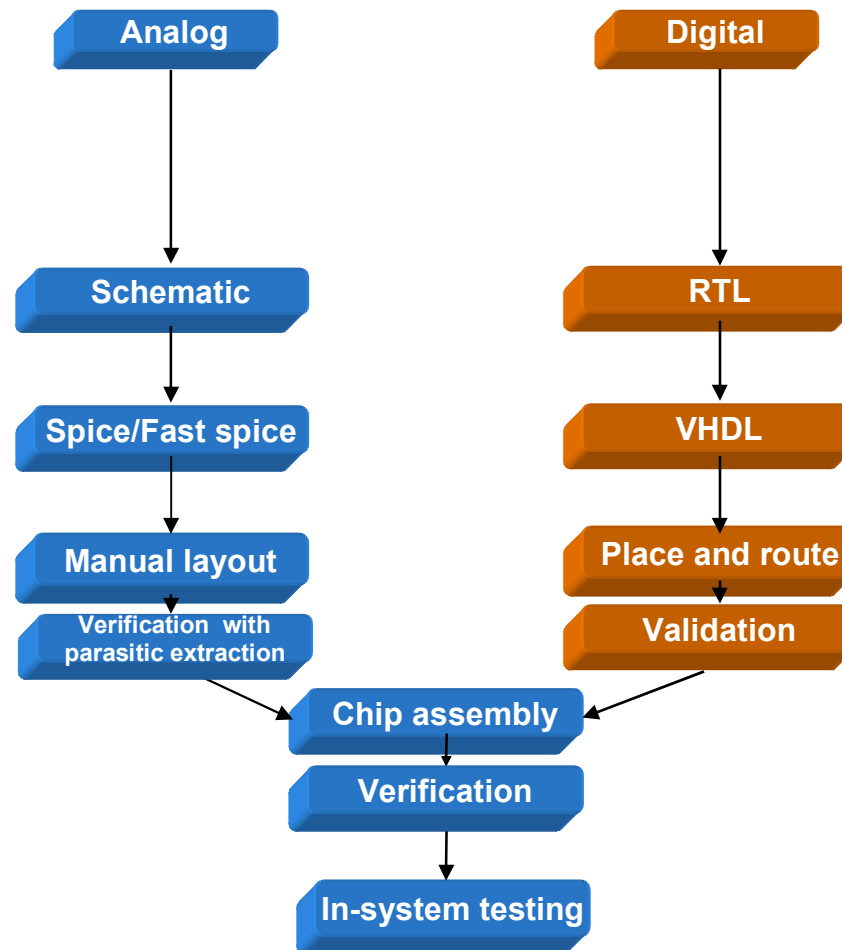 Analog
Digital
Schematic
RTL
Spice/Fast spice
VHDL
Manual layout
Place and route
Verification with
parasitic extraction
Validation
Chip assembly
Verification
In-system testing